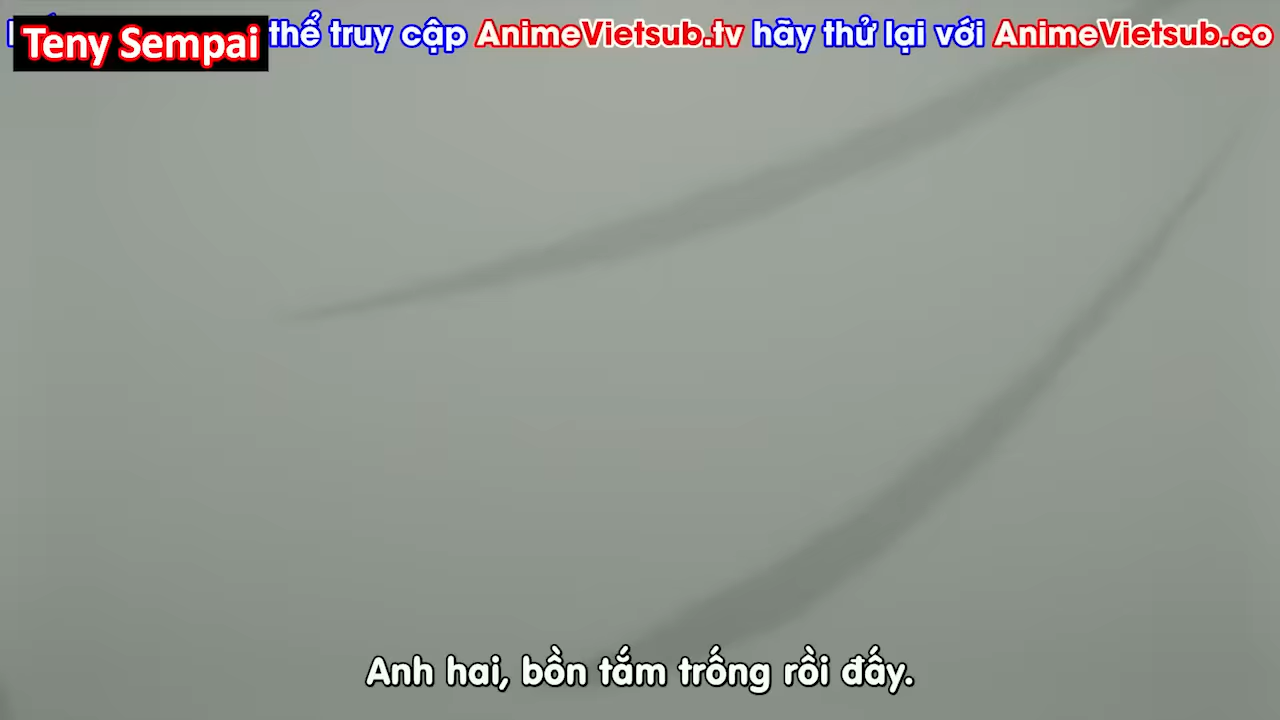 Teny Sempai thể truy cập AnimeVietsub.tv hãy thử lại với AnimeVietsub.co
Anh hai, bồn tắm trống rồi đấy.